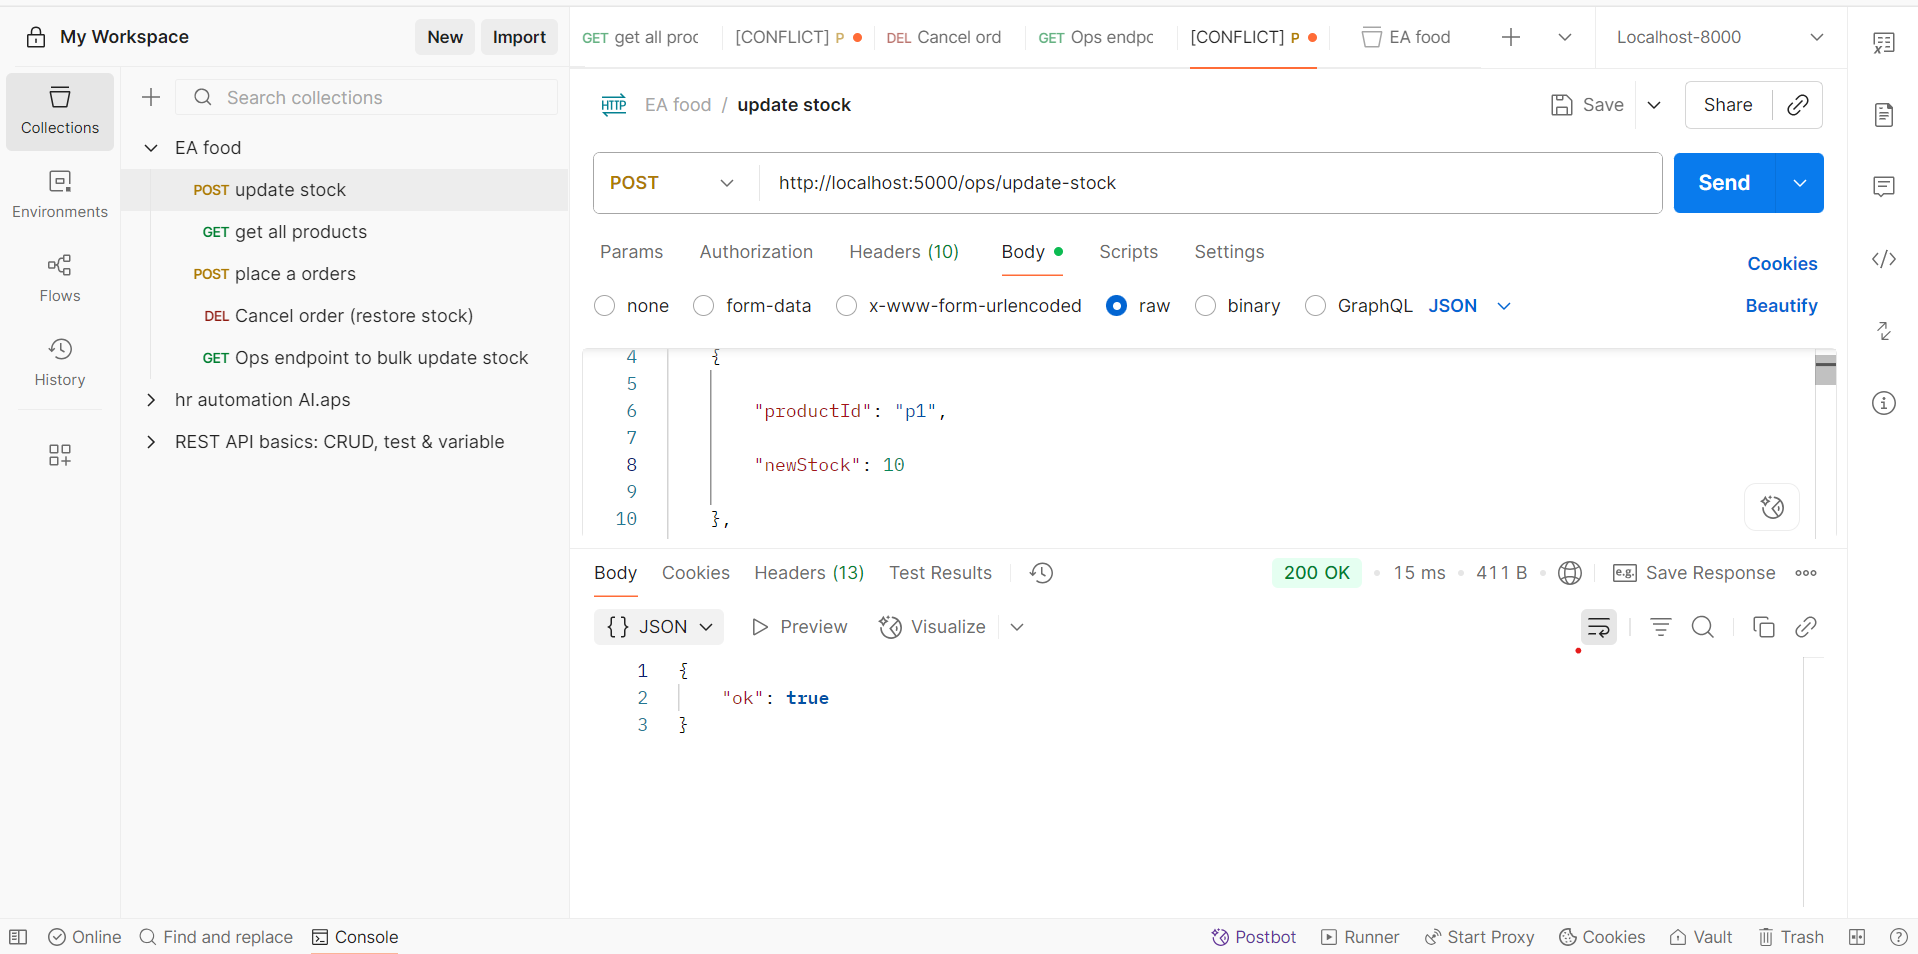 My Workspace
New
Import
GET get all proc
[CONFLICT] P
DEL Cancel ord
GET Ops endpc
[CONFLICT] P
EA food
Localhost-8000
Collections
Environments
Flows
History
Search collections
EA food
POST update stock
GET get all products
POST place a orders
DEL Cancel order (restore stock)
GET Ops endpoint to bulk update stock
hr automation AI.aps
REST API basics: CRUD, test & variable
HTTP EA food / update stock
Save
Share
POST
http://localhost:5000/ops/update-stock
Send
Params Authorization Headers (10) Body Scripts Settings
Cookies
none form-data x-www-form-urlencoded raw binary GraphQL JSON
Beautify
4 {
5
6 "productId": "p1",
7
8 "newStock": 10
9
10 },
Body Cookies Headers (13) Test Results
200 OK • 15 ms • 411 B
e.g. Save Response
{} JSON Preview Visualize
1 {
2 "ok": true
3 }
Online Find and replace Console
Postbot Runner Start Proxy Cookies Vault Trash